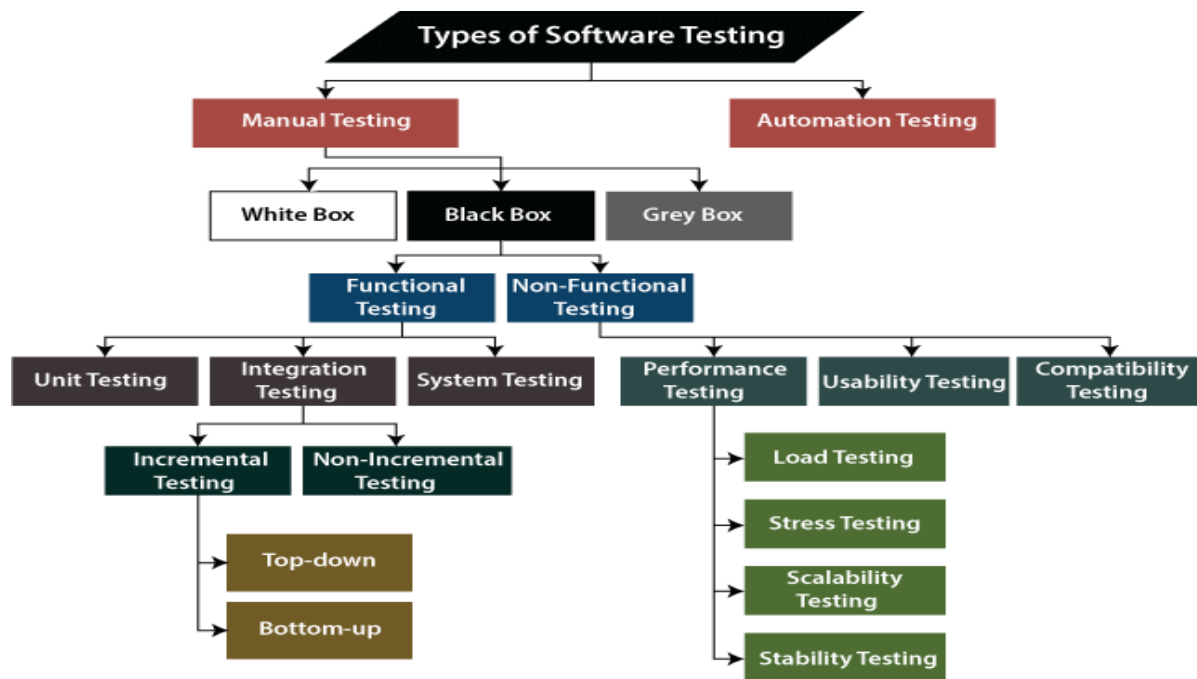 Types of Software Testing
Manual Testing
Automation Testing
White Box
Black Box
Grey Box
Functional
Testing
Non-Functional
Testing
Unit Testing
Integration
Testing
System Testing
Performance
Testing
Usability Testing
Compatibility
Testing
Incremental
Testing
Non-Incremental
Testing
Load Testing
Stress Testing
Top-down
Scalability
Testing
Bottom-up
Stability Testing